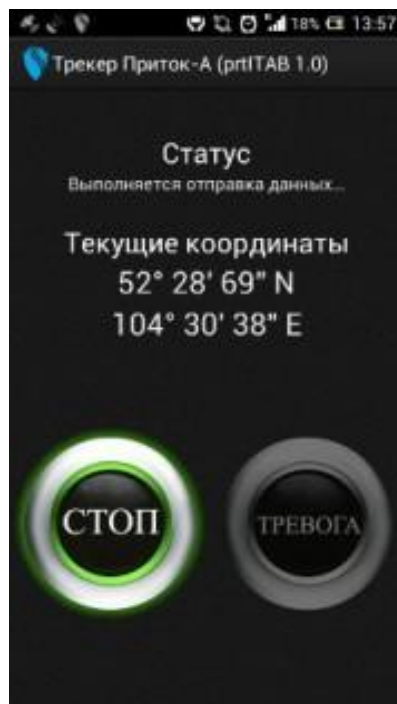 18% 13:57
Трекер Приток-А (prtITAB 1.0)
Статус
Выполняется отправка данных...
Текущие координаты
52° 28' 69" N
104° 30' 38" E
СТОП
ТРЕВОГА